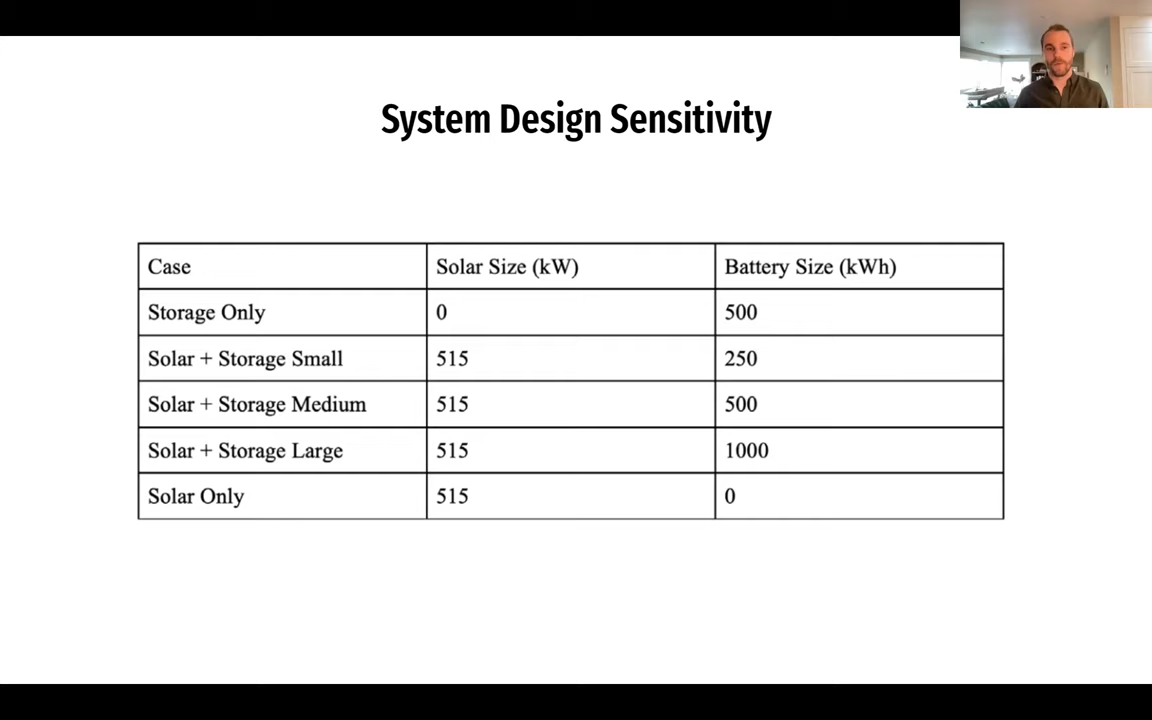 System Design Sensitivity
Case Solar Size (kW) Battery Size (kWh)
Storage Only 0 500
Solar + Storage Small 515 250
Solar + Storage Medium 515 500
Solar + Storage Large 515 1000
Solar Only 515 0